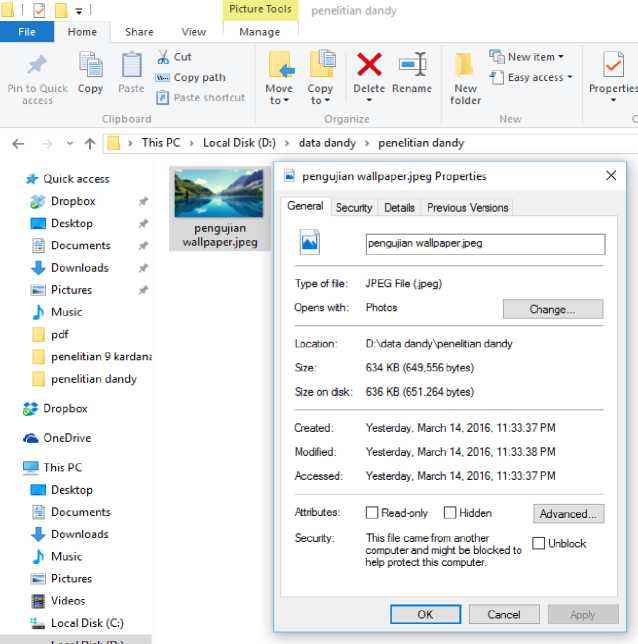 Picture Tools
penelitian dandy
File
Home
Share
View
Manage
Pin to Quick access
Copy
Paste
Cut
Copy path
Paste shortcut
Move to
Copy to
Delete
Rename
New folder
New item
Easy access
Properties
Clipboard
Organize
New
This PC
Local Disk (D:)
data dandy
penelitian dandy
Quick access
Dropbox
Desktop
Documents
Downloads
Pictures
Music
pdf
penelitian 9 kardana
penelitian dandy
Dropbox
OneDrive
This PC
Desktop
Documents
Downloads
Music
Pictures
Videos
Local Disk (C:)
Local Disk (D:)
pengujian
wallpaper.jpeg
pengujian wallpaper.jpeg Properties
General
Security
Details
Previous Versions
pengujian wallpaper.jpeg
Type of file: JPEG File (.jpeg)
Opens with: Photos
Change...
Location: D:\data dandy\penelitian dandy
Size: 634 KB (649,556 bytes)
Size on disk: 636 KB (651.264 bytes)
Created: Yesterday, March 14, 2016, 11:33:37 PM
Modified: Yesterday, March 14, 2016, 11:33:38 PM
Accessed: Yesterday, March 14, 2016, 11:33:37 PM
Attributes: Read-only Hidden Advanced...
Security: This file came from another
computer and might be blocked to
help protect this computer.
Unblock
OK
Cancel
Apply